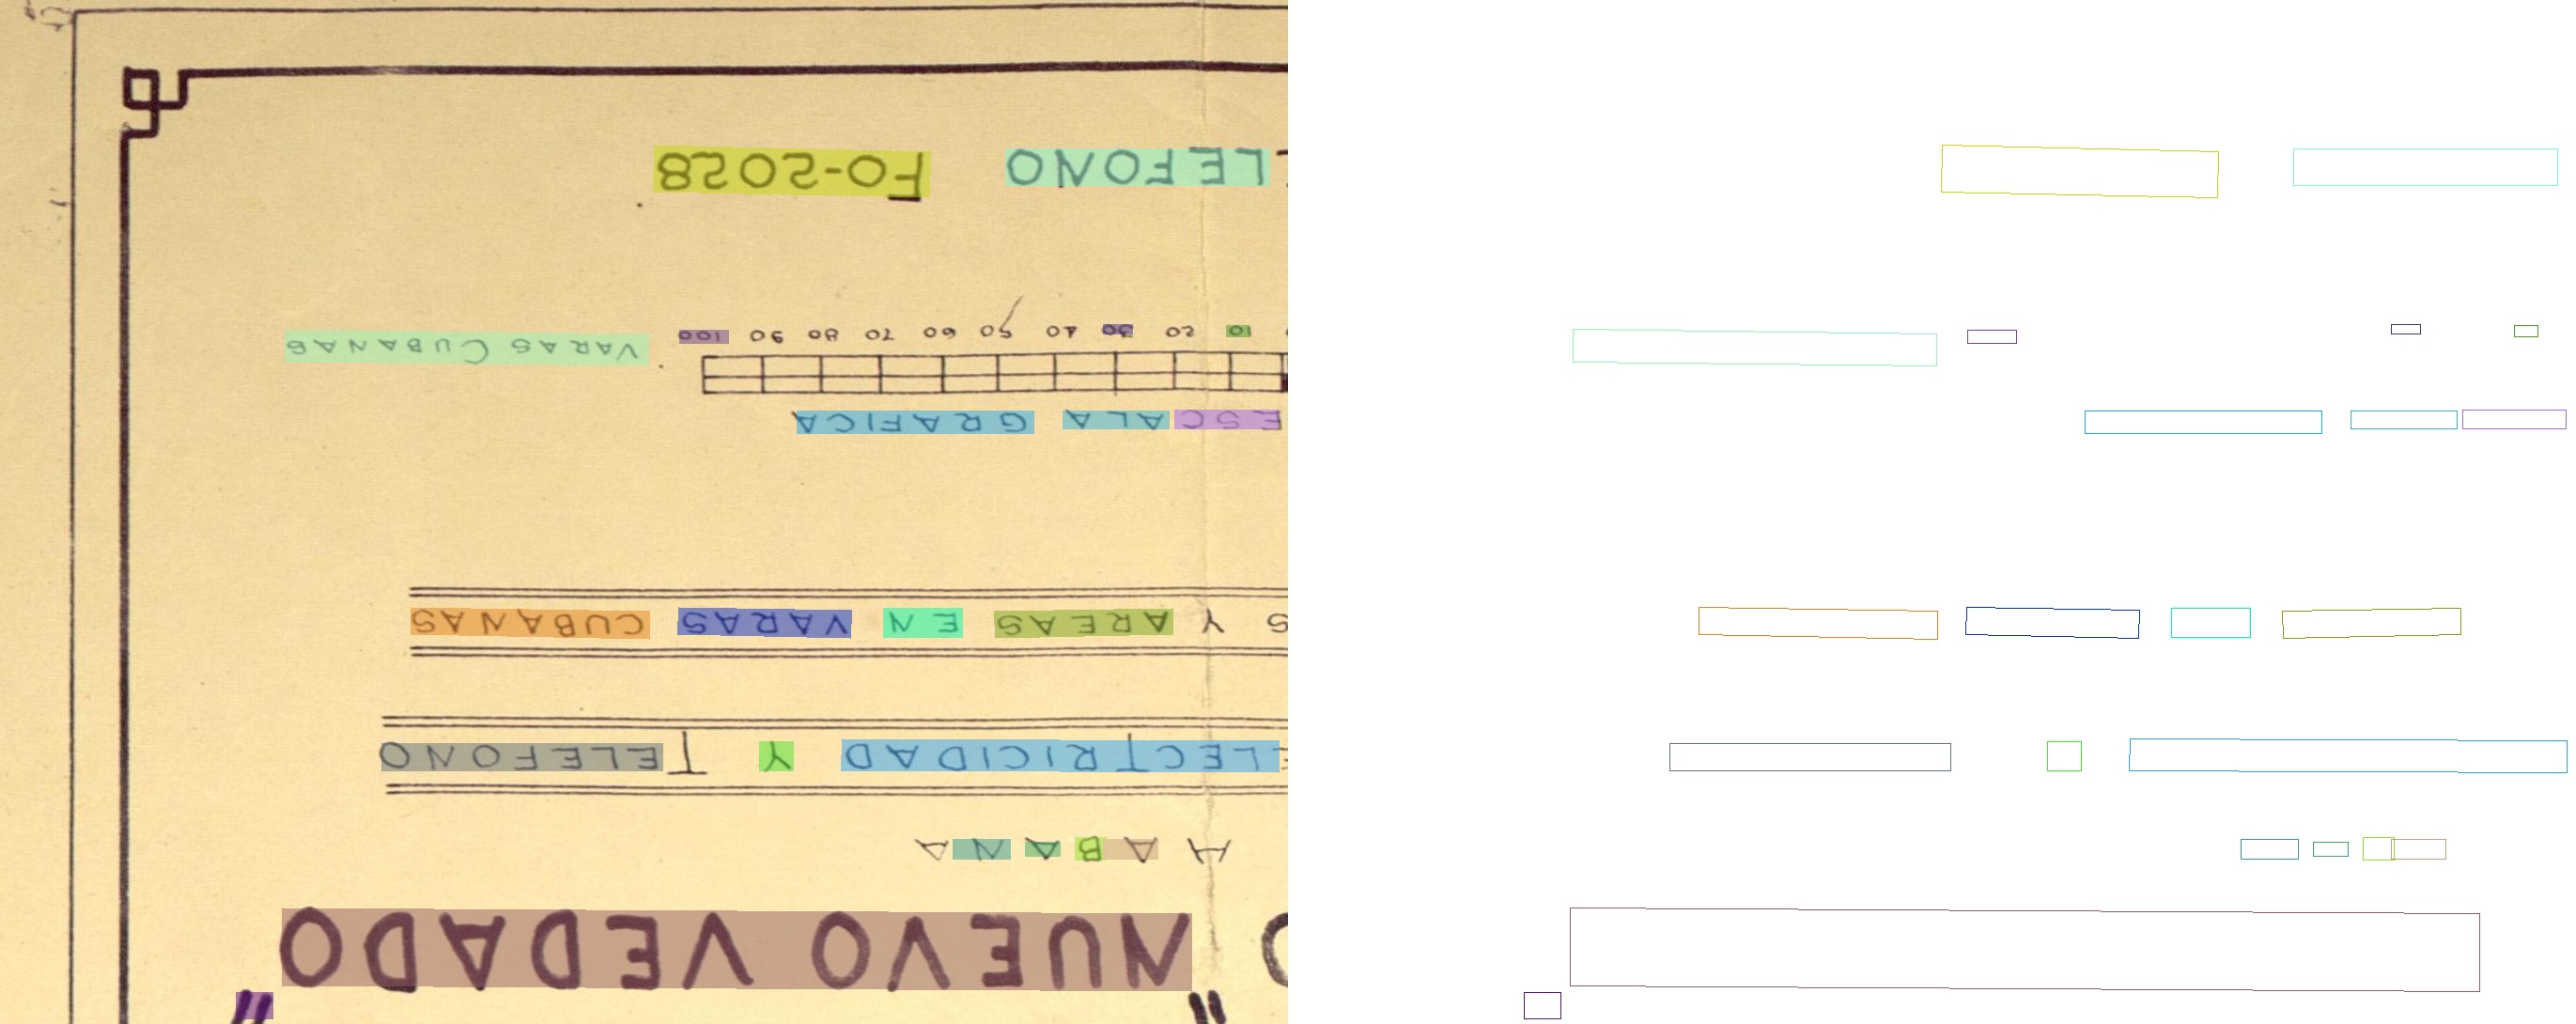 "NUEVO VEDADO"
HABANA
ELECTRICIDAD Y TELEFONO
S Y AREAS EN VARAS CUBANAS
ESCALA GRAFICA
10 20 30 40 50 60 70 80 90 100 VARAS CUBANAS
LEFONO FO-2028